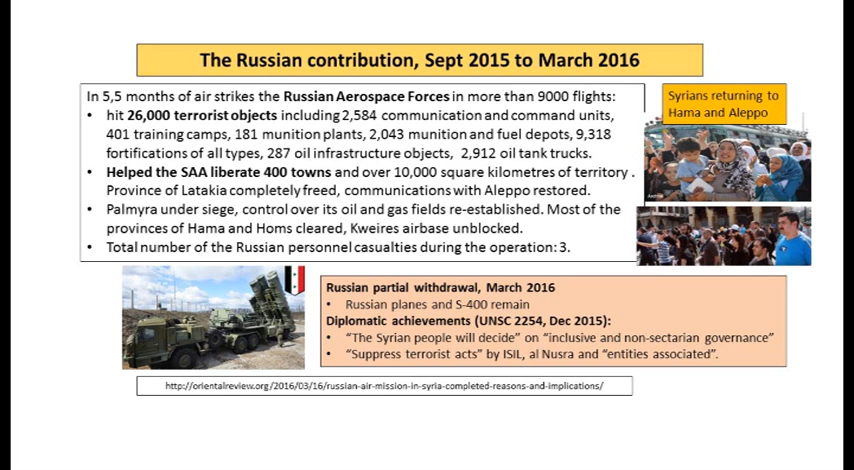 The Russian contribution, Sept 2015 to March 2016
In 5,5 months of air strikes the Russian Aerospace Forces in more than 9000 flights:
• hit 26,000 terrorist objects including 2,584 communication and command units,
401 training camps, 181 munition plants, 2,043 munition and fuel depots, 9,318
fortifications of all types, 287 oil infrastructure objects, 2,912 oil tank trucks.
• Helped the SAA liberate 400 towns and over 10,000 square kilometres of territory .
Province of Latakia completely freed, communications with Aleppo restored.
• Palmyra under siege, control over its oil and gas fields re-established. Most of the
provinces of Hama and Homs cleared, Kweires airbase unblocked.
• Total number of the Russian personnel casualties during the operation: 3.
Syrians returning to
Hama and Aleppo
Russian partial withdrawal, March 2016
• Russian planes and S-400 remain
Diplomatic achievements (UNSC 2254, Dec 2015):
• “The Syrian people will decide” on “inclusive and non-sectarian governance”
• “Suppress terrorist acts” by ISIL, al Nusra and “entities associated”.
http://orientalreview.org/2016/03/16/russian-air-mission-in-syria-completed-reasons-and-implications/